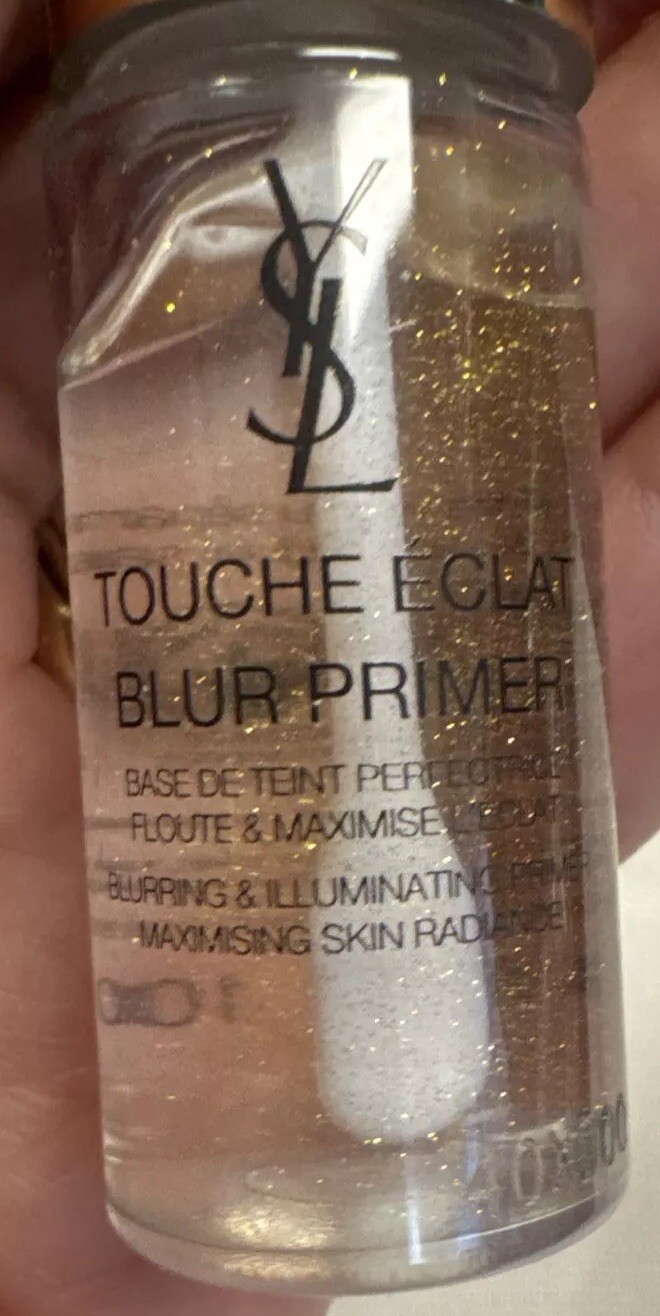 YSL
TOUCHE ÉCLAT
BLUR PRIMER
BASE DE TEINT PERFECTRICE
FLOUTE & MAXIMISE L'ÉCLAT
BLURRING & ILLUMINATING PRIMER
MAXIMISING SKIN RADIANCE